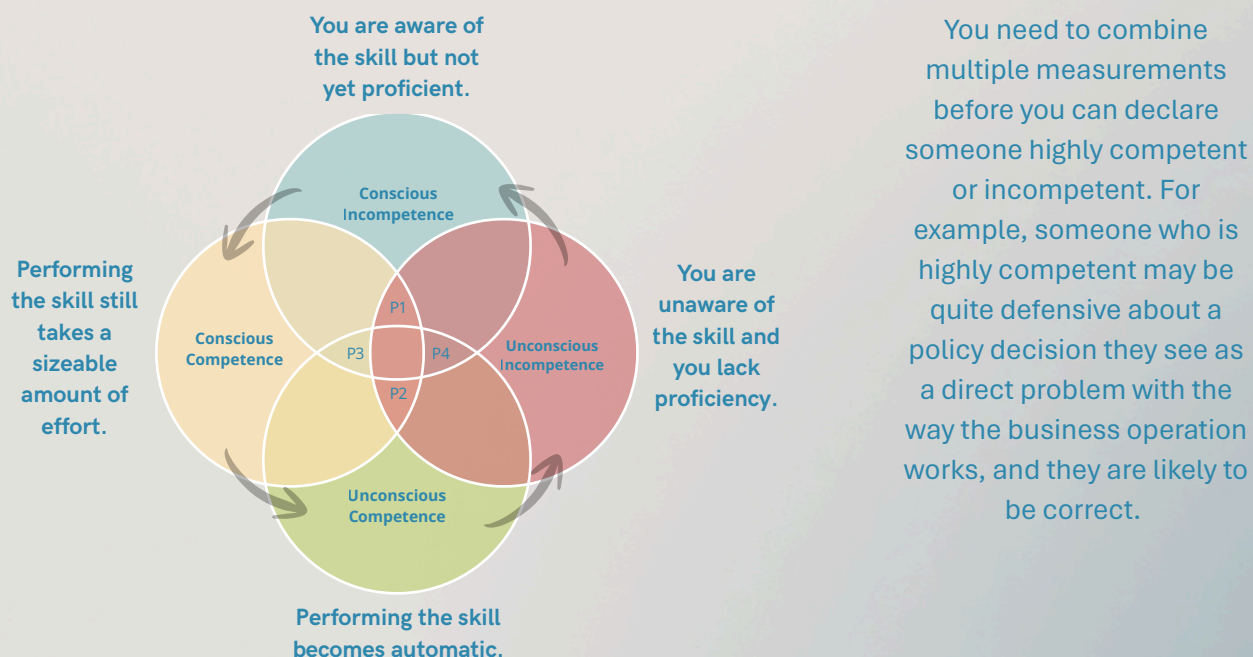 You are aware of
the skill but not
yet proficient.
Conscious
Incompetence
Performing
the skill still
takes a
sizeable
amount of
effort.
Conscious
Competence
P1
P3
P4
P2
Unconscious
Incompetence
You are
unaware of
the skill and
you lack
proficiency.
Unconscious
Competence
Performing the skill
becomes automatic.
You need to combine
multiple measurements
before you can declare
someone highly competent
or incompetent. For
example, someone who is
highly competent may be
quite defensive about a
policy decision they see as
a direct problem with the
way the business operation
works, and they are likely to
be correct.